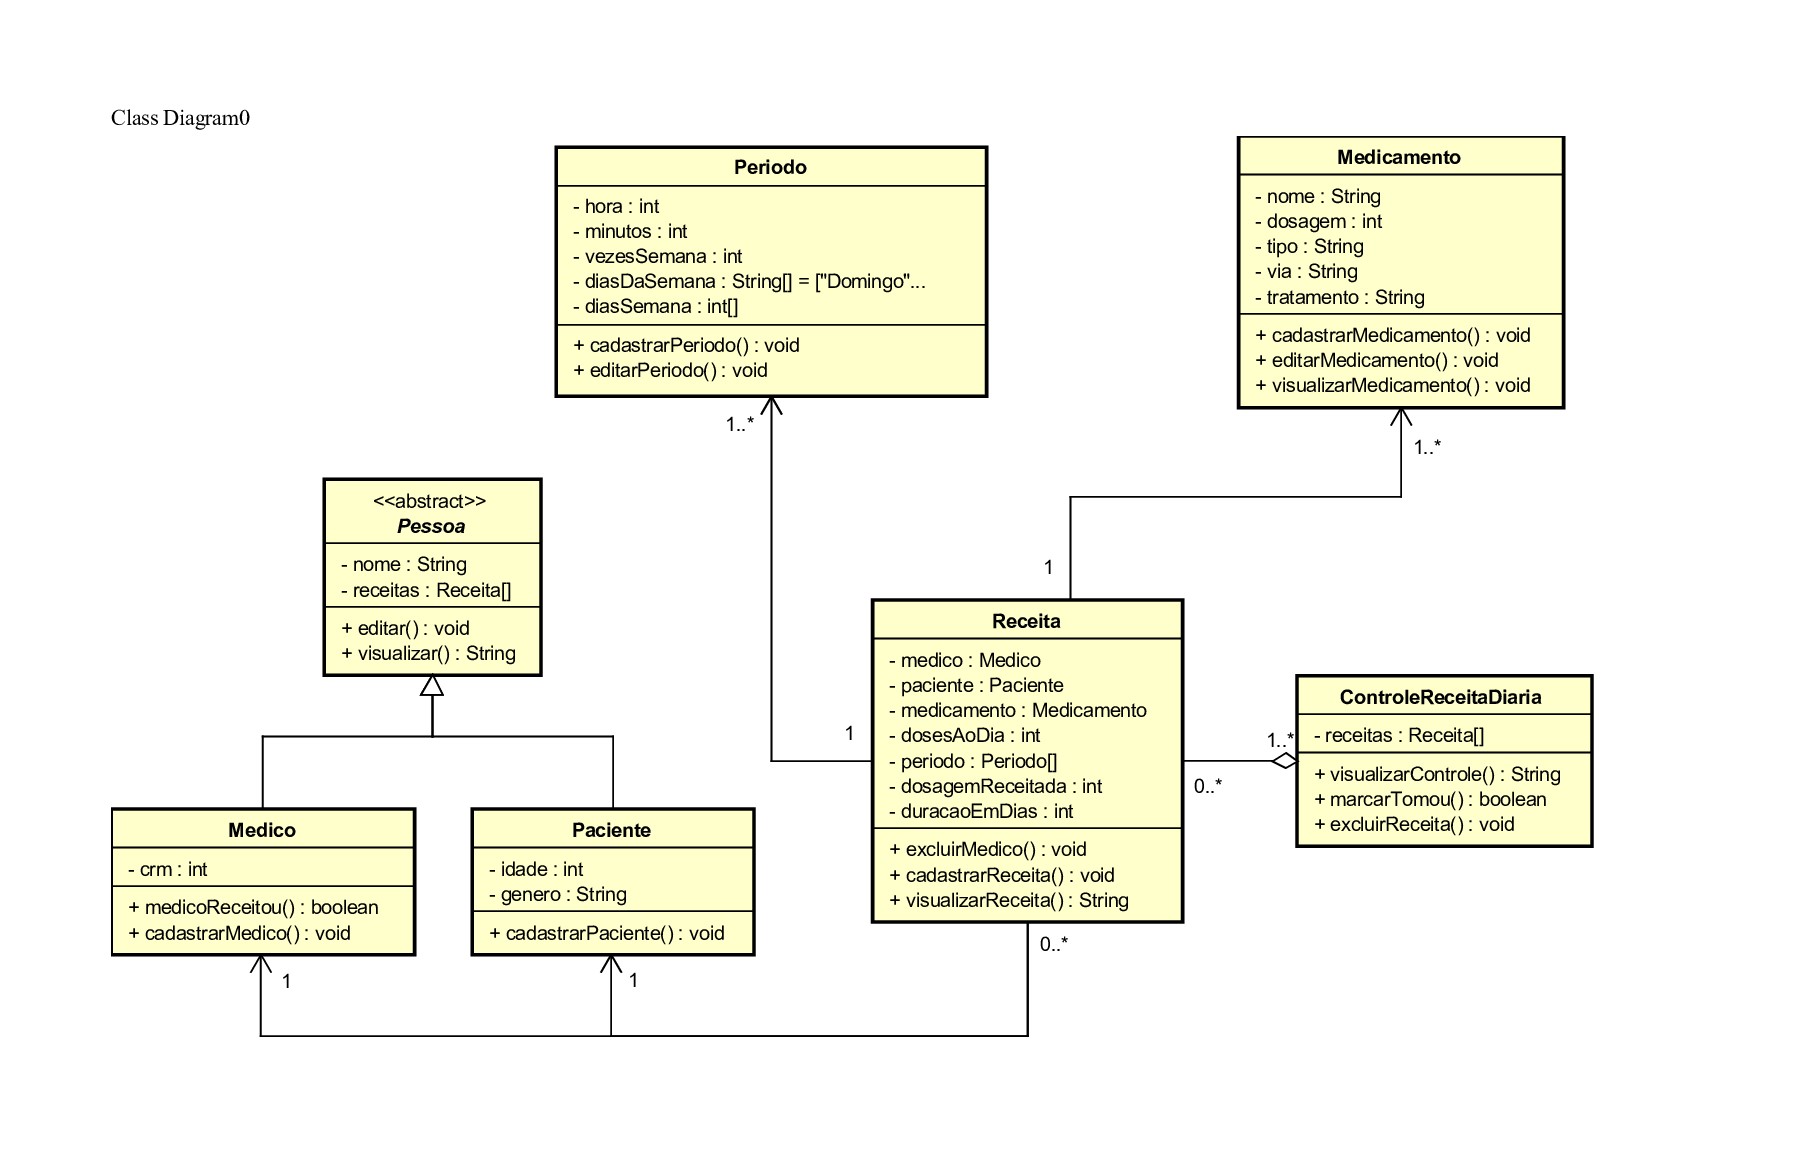 Class Diagram0
Periodo
- hora : int
- minutos : int
- vezesSemana : int
- diasDaSemana : String[] = ["Domingo"...
- diasSemana : int[]
+ cadastrarPeriodo() : void
+ editarPeriodo() : void
1..*
Medicamento
- nome : String
- dosagem : int
- tipo : String
- via : String
- tratamento : String
+ cadastrarMedicamento() : void
+ editarMedicamento() : void
+ visualizarMedicamento() : void
1..*
<<abstract>>
Pessoa
- nome : String
- receitas : Receita[]
+ editar() : void
+ visualizar() : String
1
1
Receita
- medico : Medico
- paciente : Paciente
- medicamento : Medicamento
- dosesAoDia : int
- periodo : Periodo[]
- dosagemReceitada : int
- duracaoEmDias : int
+ excluirMedico() : void
+ cadastrarReceita() : void
+ visualizarReceita() : String
0..*
1..*
0..*
ControleReceitaDiaria
- receitas : Receita[]
+ visualizarControle() : String
+ marcarTomou() : boolean
+ excluirReceita() : void
Medico
- crm : int
+ medicoReceitou() : boolean
+ cadastrarMedico() : void
1
Paciente
- idade : int
- genero : String
+ cadastrarPaciente() : void
1